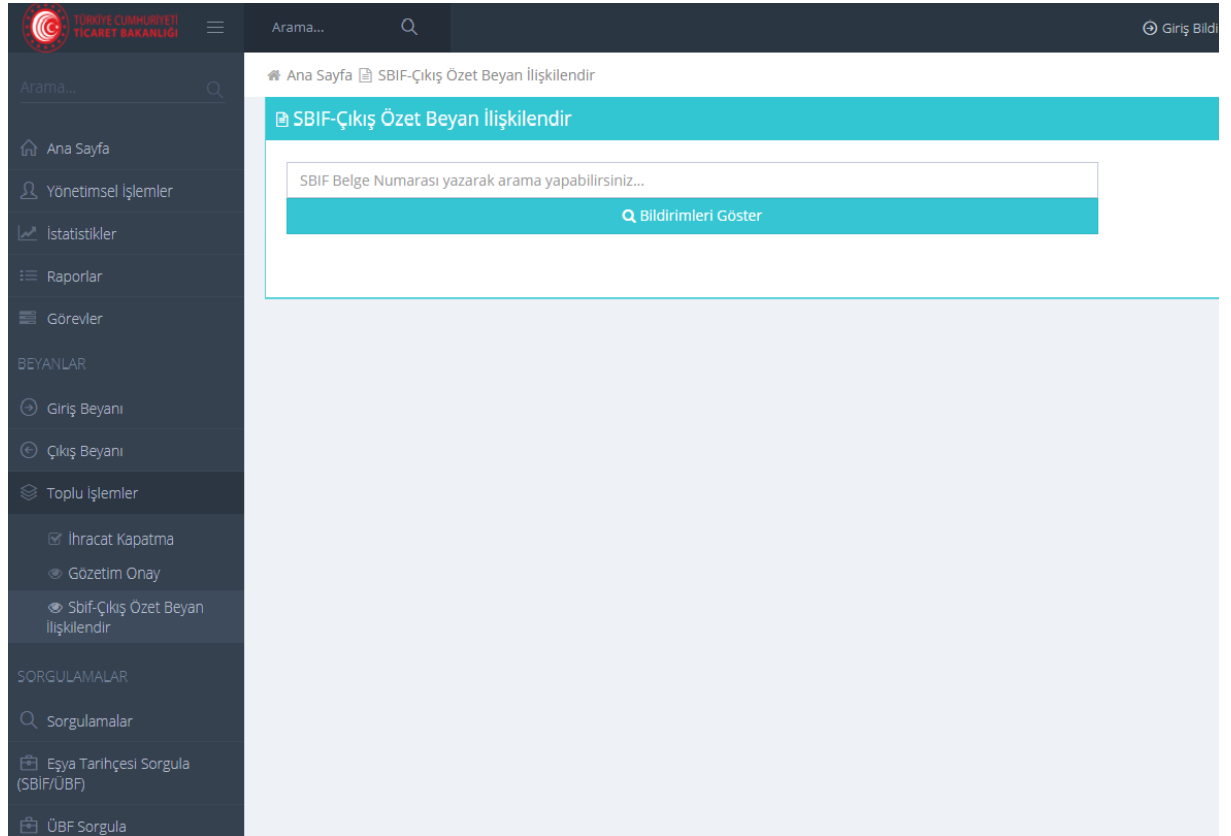 TÜRKİYE CUMHURİYETİ
TİCARET BAKANLIĞI
Arama...
Giriş Bildi
Arama...
Ana Sayfa SBIF-Çıkış Özet Beyan İlişkilendir
SBIF-Çıkış Özet Beyan İlişkilendir
SBIF Belge Numarası yazarak arama yapabilirsiniz...
Bildirimleri Göster
Ana Sayfa
Yönetimsel İşlemler
İstatistikler
Raporlar
Görevler
BEYANLAR
Giriş Beyanı
Çıkış Beyanı
Toplu İşlemler
İhracat Kapatma
Gözetim Onay
Sbif-Çıkış Özet Beyan
İlişkilendir
SORGULAMALAR
Sorgulamalar
Eşya Tarihçesi Sorgula
(SBİF/ÜBF)
ÜBF Sorgula